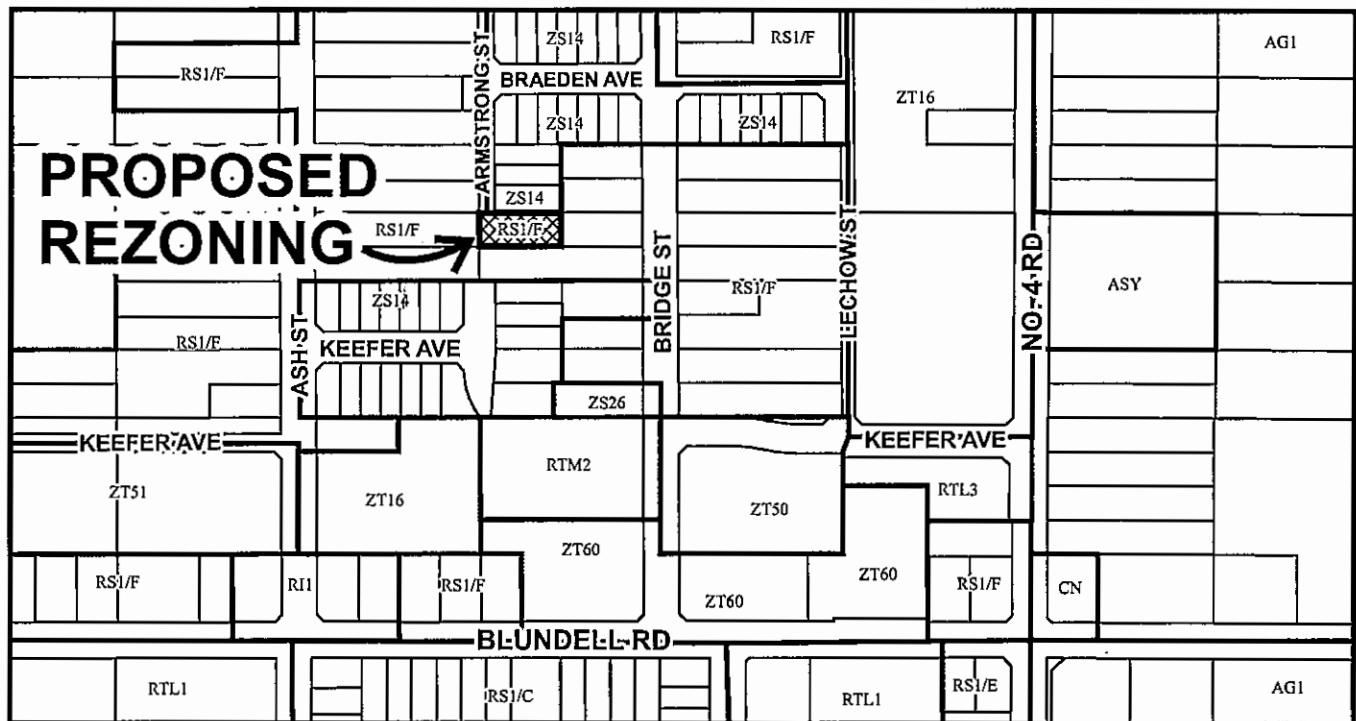 ZS14
RS1/F
AG1
RS1/F
BRAEDEN AVE
ARMSTRONG ST
ZT16
ZS14
ZS14
PROPOSED
REZONING
ZS14
RS1/F
RS1/F
BRIDGE ST
LECHOW ST
NO. 4 RD
RS1/F
ASY
ZS14
RS1/F
ASH ST
KEEFER AVE
ZS26
KEEFER AVE
KEEFER AVE
RTM2
RTL3
ZT51
ZT16
ZT50
ZT60
ZT60
RS1/F
RI1
RS1/F
ZT60
RS1/F
CN
BLUNDELL RD
RTL1
RS1/C
RTL1
RS1/E
AG1